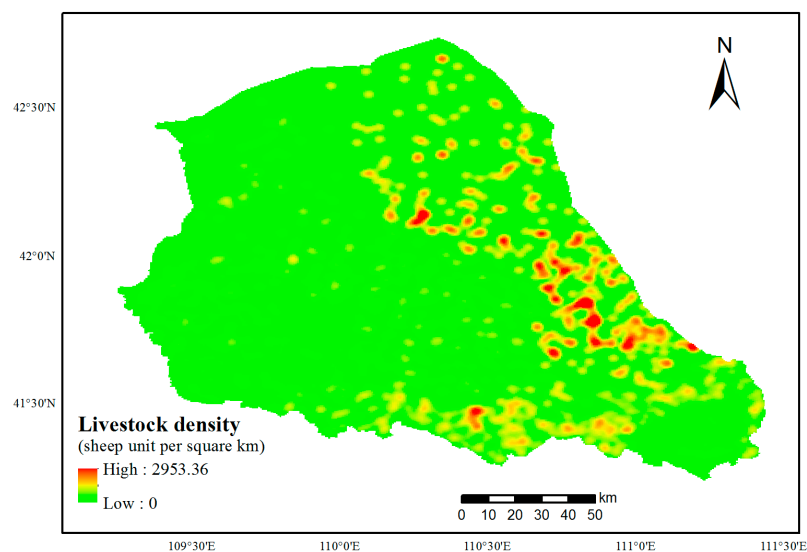 N
42°30'N
42°0'N
41°30'N
Livestock density
(sheep unit per square km)
High : 2953.36
Low : 0
km
0 10 20 30 40 50
109°30'E 110°0'E 110°30'E 111°0'E 111°30'E